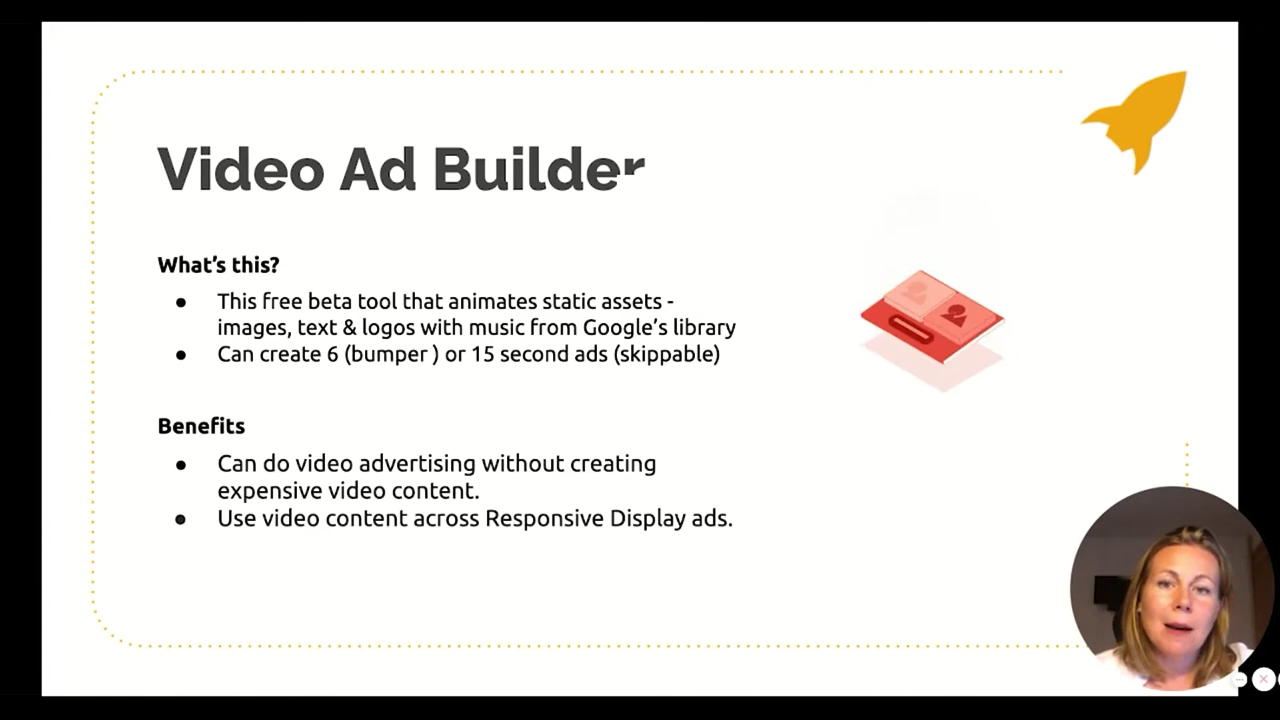 Video Ad Builder
What's this?
● This free beta tool that animates static assets -
images, text & logos with music from Google's library
● Can create 6 (bumper ) or 15 second ads (skippable)
Benefits
● Can do video advertising without creating
expensive video content.
● Use video content across Responsive Display ads.